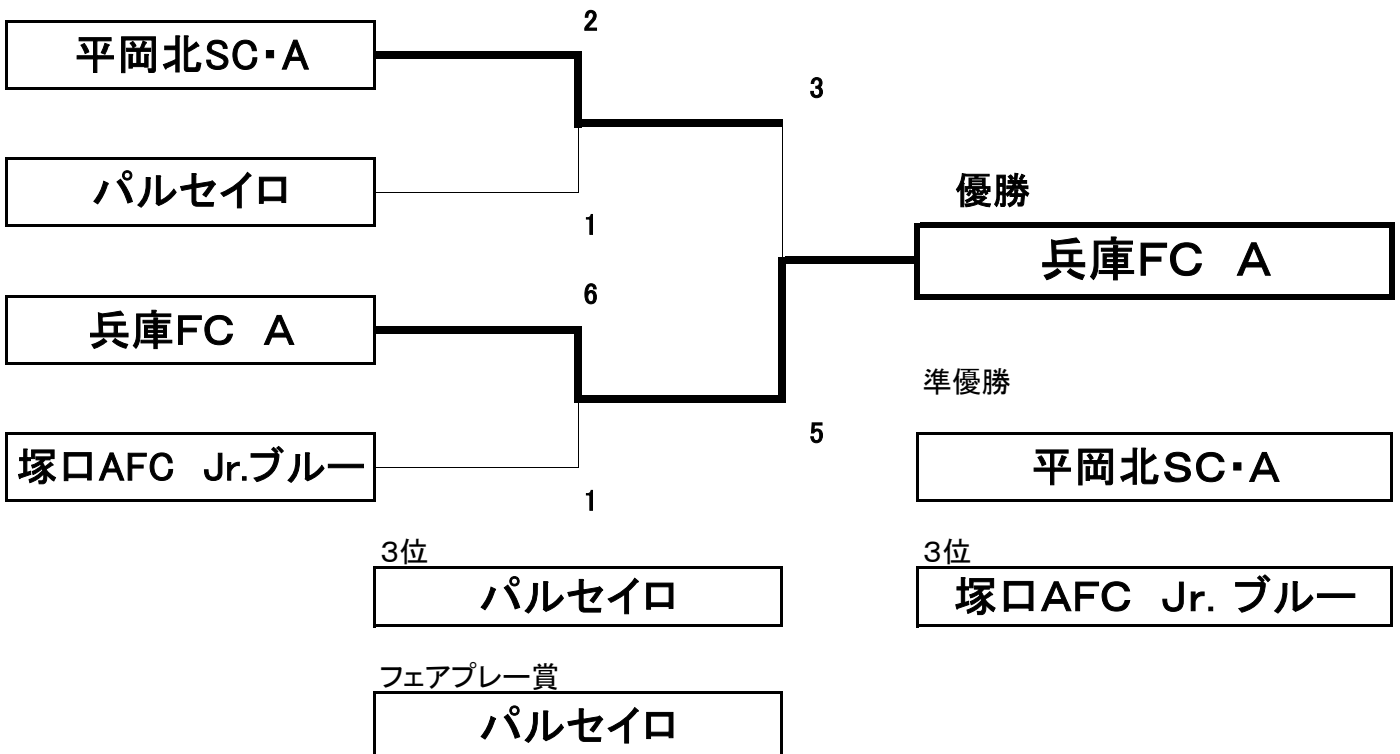 2
平岡北SC・A
3
パルセイロ
優勝
1
兵庫FC　A
6
兵庫FC　A
準優勝
5
塚口AFC　Jr.ブルー
平岡北SC・A
1
3位
3位
パルセイロ
塚口AFC　Jr. ブルー
フェアプレー賞
パルセイロ